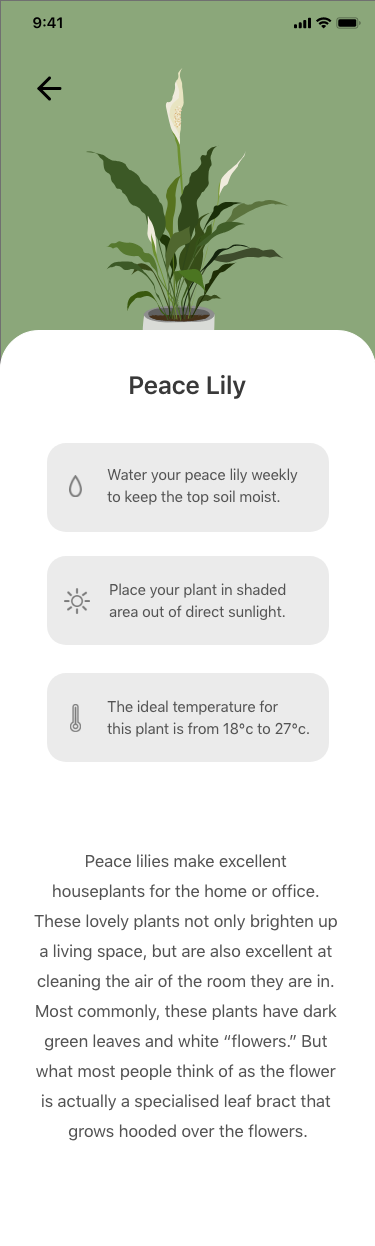 9:41
Peace Lily
Water your peace lily weekly
to keep the top soil moist.
Place your plant in shaded
area out of direct sunlight.
The ideal temperature for
this plant is from 18ºc to 27ºc.
Peace lilies make excellent
houseplants for the home or office.
These lovely plants not only brighten up
a living space, but are also excellent at
cleaning the air of the room they are in.
Most commonly, these plants have dark
green leaves and white “flowers.” But
what most people think of as the flower
is actually a specialised leaf bract that
grows hooded over the flowers.